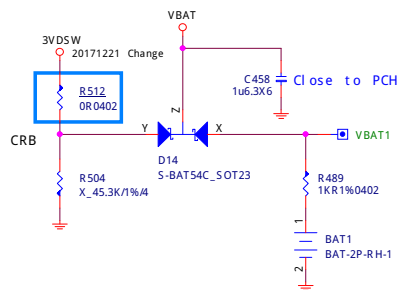 VBAT
3VDSW
20171221 Change
R512
0R0402
C458
1u6.3X6
Close to PCH
Z
Y
X
CRB
VBAT1
D14
S-BAT54C_SOT23
R504
X_45.3K/1%/4
R489
1KR1%0402
1
BAT1
BAT-2P-RH-1
2